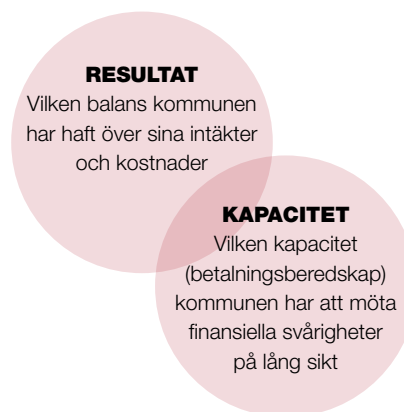 RESULTAT
Vilken balans kommunen
har haft över sina intäkter
och kostnader
KAPACITET
Vilken kapacitet
(betalningsberedskap)
kommunen har att möta
finansiella svårigheter
på lång sikt